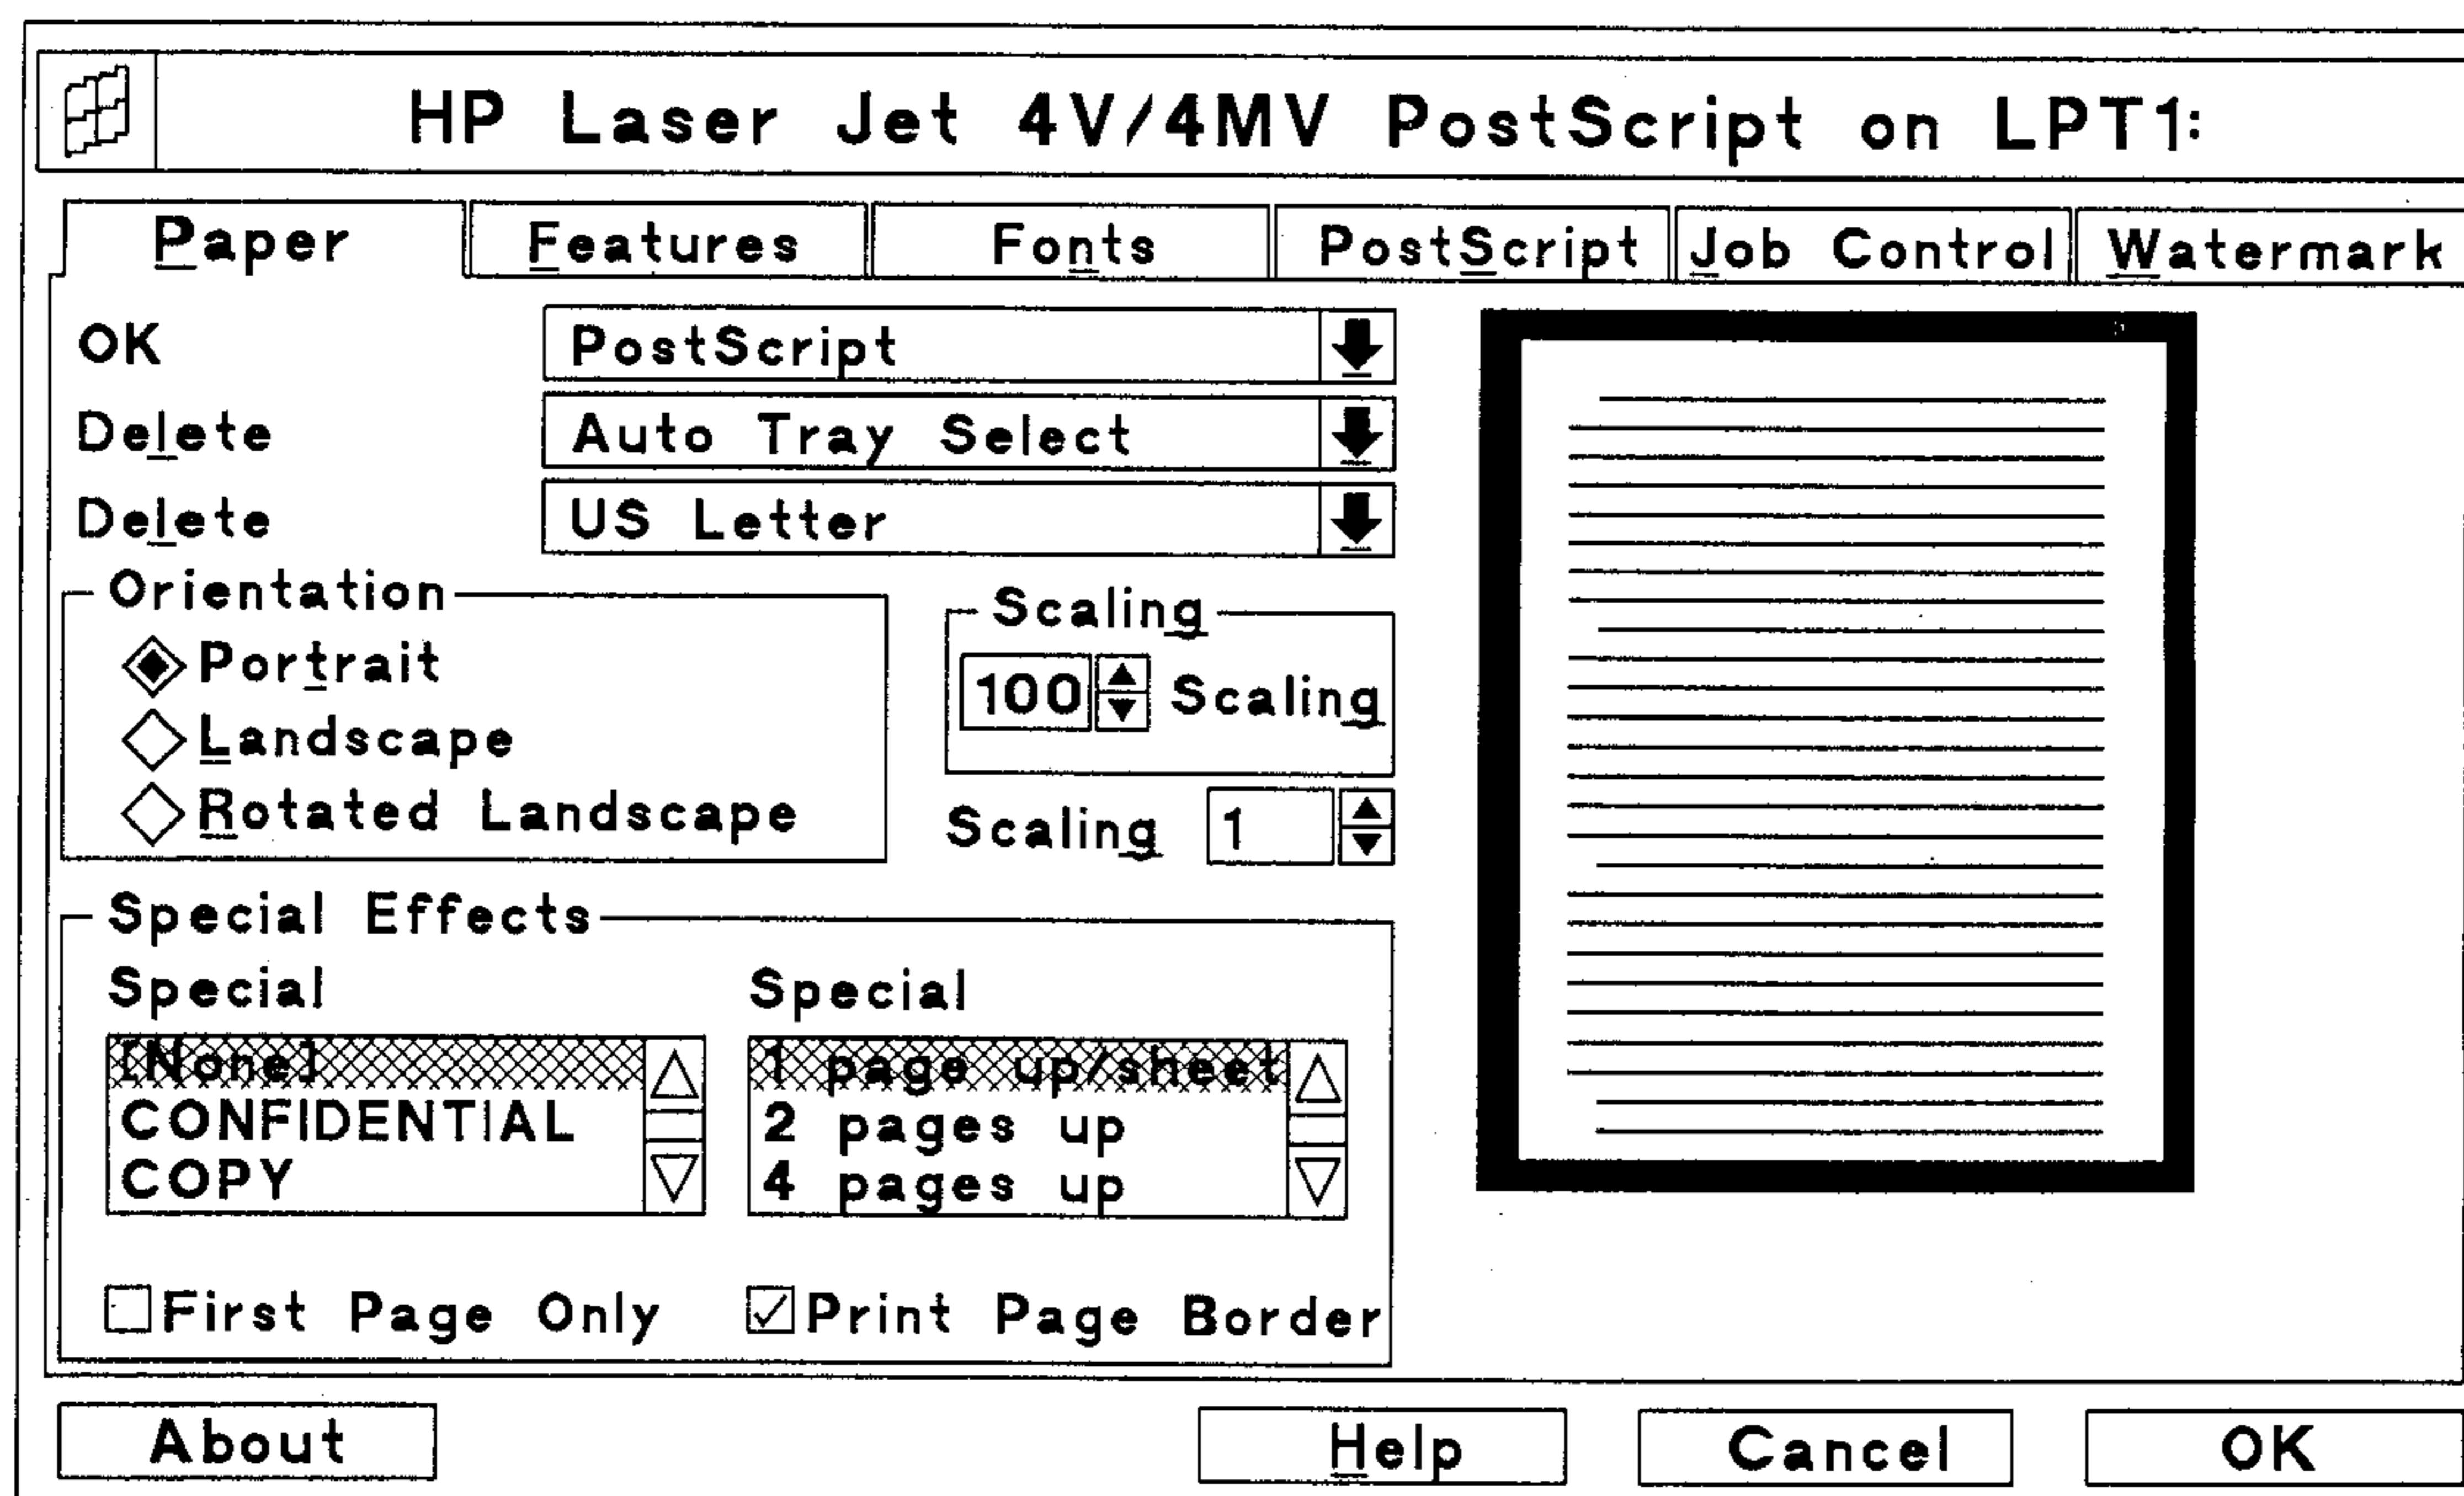 HP Laser Jet 4V/4MV PostScript on LPT1:
Paper Features Fonts PostScript Job Control Watermark
OK PostScript
Delete Auto Tray Select
Delete US Letter
Orientation
Portrait
Landscape
Rotated Landscape
Scaling
100 Scaling
Scaling 1
Special Effects
Special
[None]
CONFIDENTIAL
COPY
First Page Only
Special
1 page up/sheet
2 pages up
4 pages up
Print Page Border
About Help Cancel OK